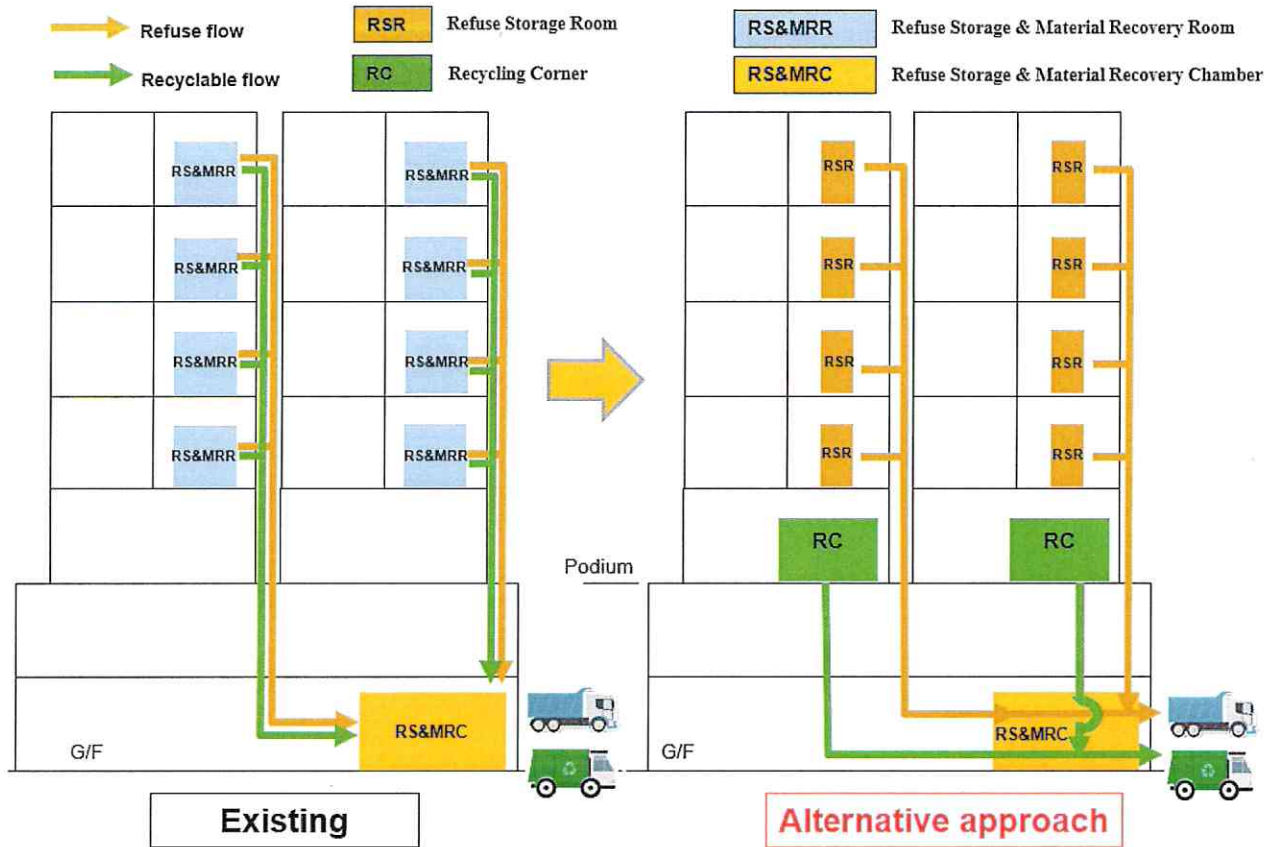 Refuse flow
RSR
Refuse Storage Room
RS&MRR
Refuse Storage & Material Recovery Room
Recyclable flow
RC
Recycling Corner
RS&MRC
Refuse Storage & Material Recovery Chamber
RS&MRR
RS&MRR
RSR
RSR
RS&MRR
RS&MRR
RSR
RSR
RS&MRR
RS&MRR
RSR
RSR
RS&MRR
RS&MRR
RSR
RSR
RC
RC
Podium
RS&MRC
RS&MRC
G/F
G/F
Existing
Alternative approach